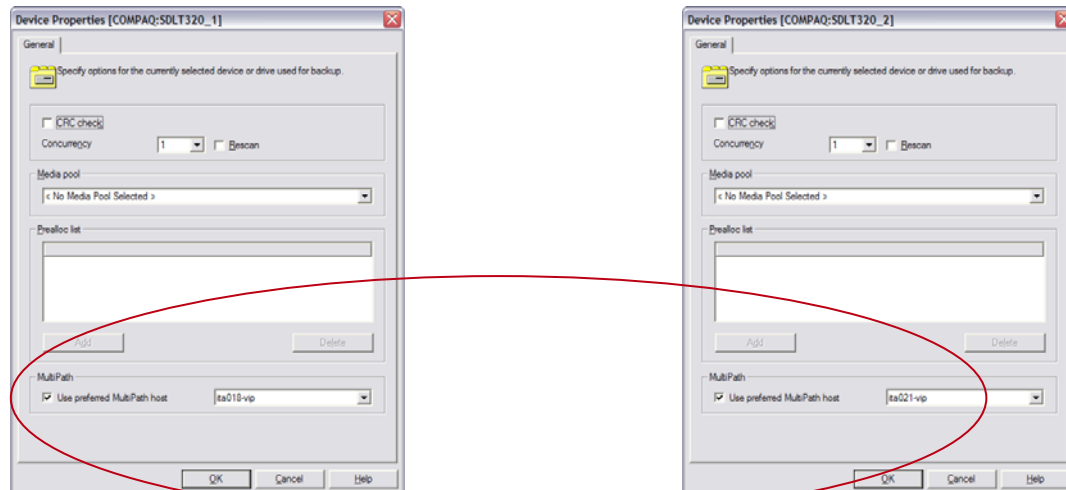 Device Properties [COMPAQ:SDLT320_1]
General
Specify options for the currently selected device or drive used for backup.
CRC check
Concurrency 1 Rescan
Media pool
< No Media Pool Selected >
Prealloc list
Add Delete
MultiPath
Use preferred MultiPath host ita018-vip
OK Cancel Help
Device Properties [COMPAQ:SDLT320_2]
General
Specify options for the currently selected device or drive used for backup.
CRC check
Concurrency 1 Rescan
Media pool
< No Media Pool Selected >
Prealloc list
Add Delete
MultiPath
Use preferred MultiPath host ita021-vip
OK Cancel Help